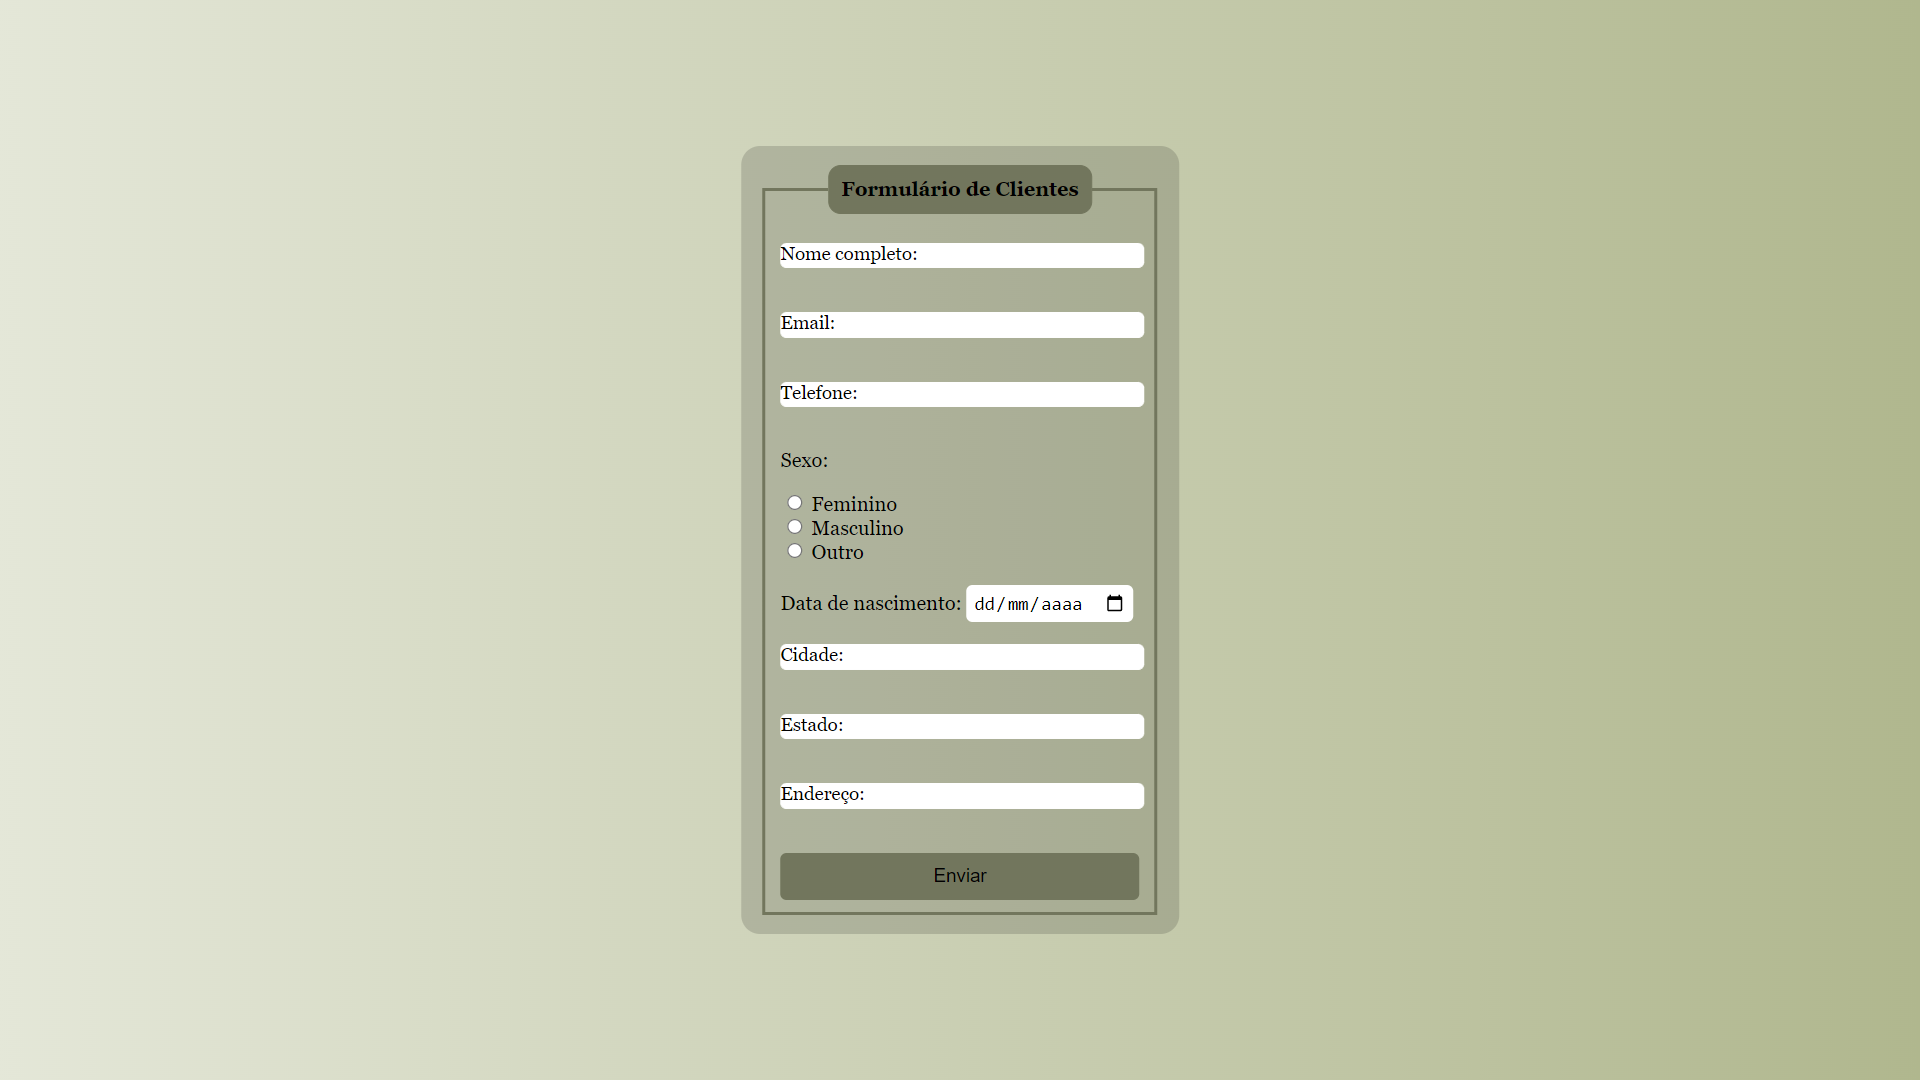 Formulário de Clientes
Nome completo:
Email:
Telefone:
Sexo:
Feminino
Masculino
Outro
Data de nascimento: dd/mm/aaaa
Cidade:
Estado:
Endereço:
Enviar